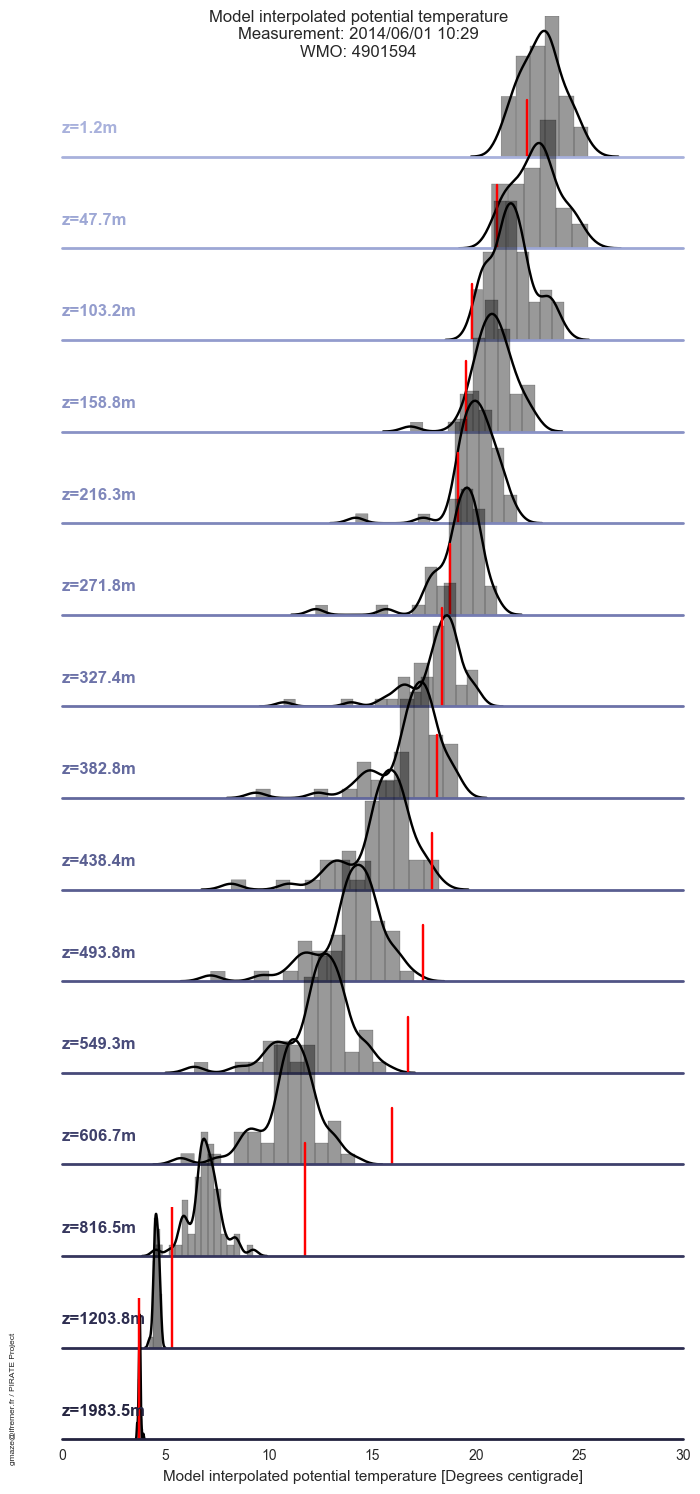 Model interpolated potential temperature
Measurement: 2014/06/01 10:29
WMO: 4901594
z=1.2m
z=47.7m
z=103.2m
z=158.8m
z=216.3m
z=271.8m
z=327.4m
z=382.8m
z=438.4m
z=493.8m
z=549.3m
z=606.7m
z=816.5m
z=1203.8m
z=1983.5m
gmaze@ifremer.fr / PIRATE Project
0 5 10 15 20 25 30
Model interpolated potential temperature [Degrees centigrade]